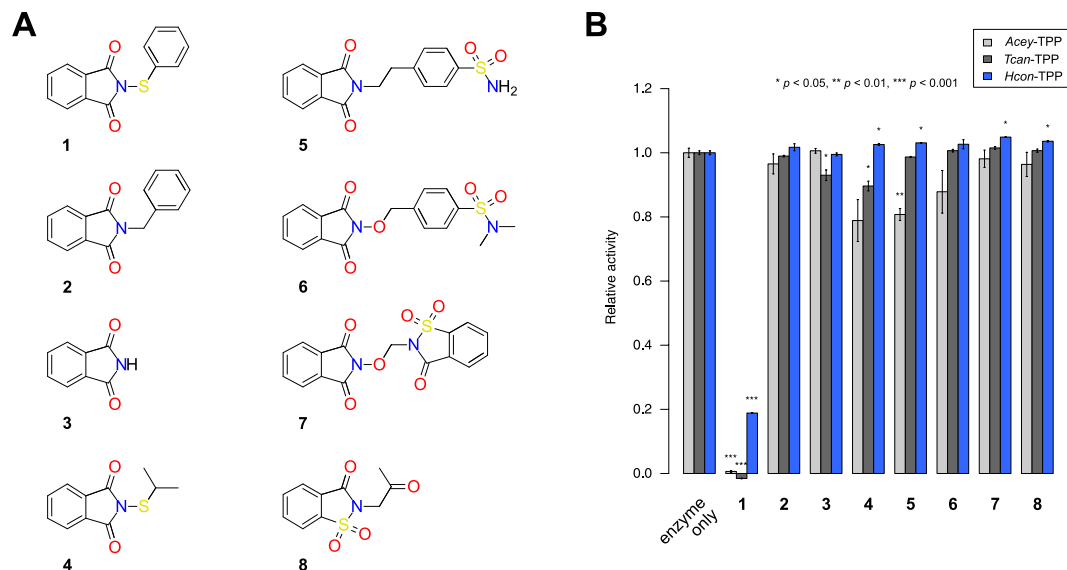 A
O
N
S
O
1
O
N
O
2
O
NH
O
3
O
N
S
O
4
O
N
O
O
S
O
NH2
5
O
N
O
O
O
S
O
N
6
O
N
O
O
O
S
O
N
O
7
O
N
O
S
O
O
8
B
Acey-TPP
Tcan-TPP
Hcon-TPP
* p < 0.05, ** p < 0.01, *** p < 0.001
Relative activity
1.2
1.0
0.8
0.6
0.4
0.2
0.0
***
***
***
*
*
*
**
*
*
*
enzyme
only
1
2
3
4
5
6
7
8